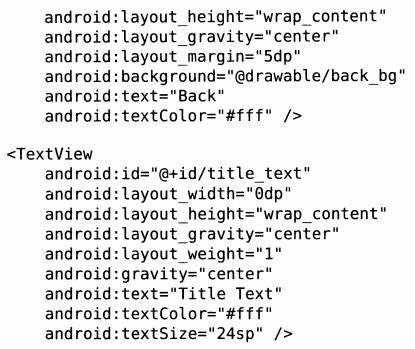 android:layout_height="wrap_content"
android:layout_gravity="center"
android:layout_margin="5dp"
android:background="@drawable/back_bg"
android:text="Back"
android:textColor="#fff" />
<TextView
android:id="@+id/title_text"
android:layout_width="0dp"
android:layout_height="wrap_content"
android:layout_gravity="center"
android:layout_weight="1"
android:gravity="center"
android:text="Title Text"
android:textColor="#fff"
android:textSize="24sp" />